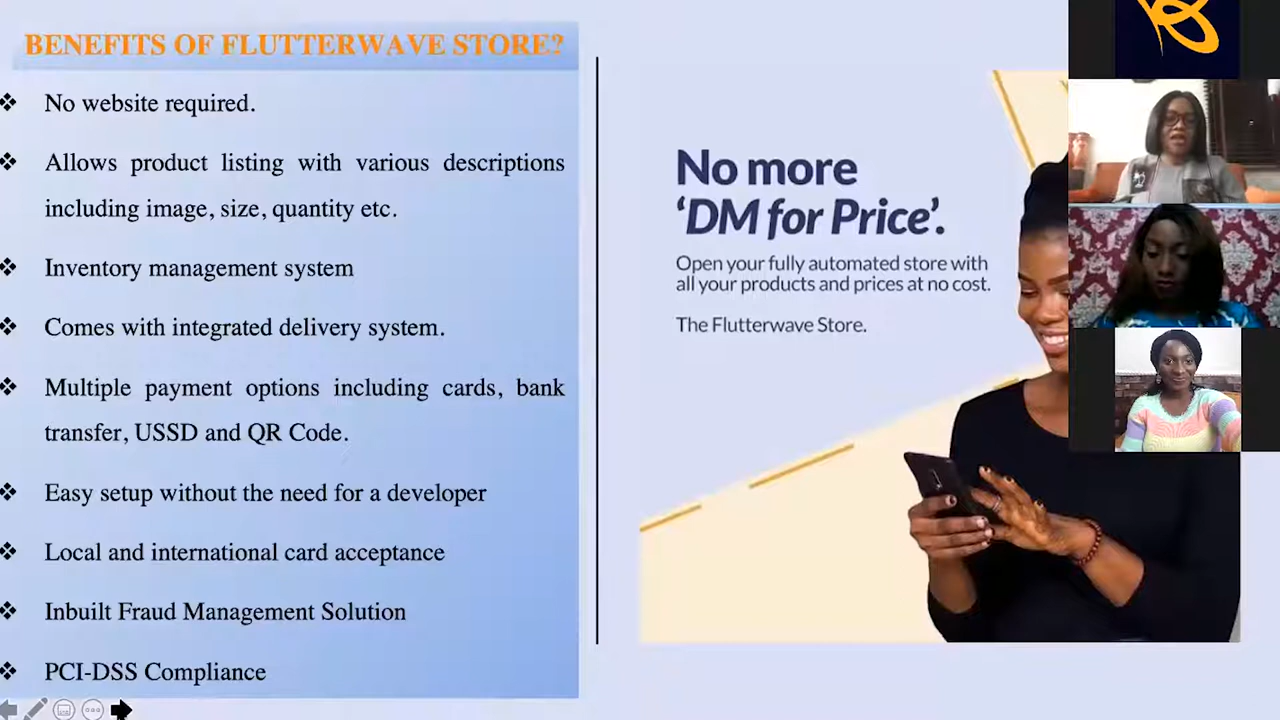 BENEFITS OF FLUTTERWAVE STORE?
No website required.
Allows product listing with various descriptions
including image, size, quantity etc.
Inventory management system
Comes with integrated delivery system.
Multiple payment options including cards, bank
transfer, USSD and QR Code.
Easy setup without the need for a developer
Local and international card acceptance
Inbuilt Fraud Management Solution
PCI-DSS Compliance
No more
‘DM for Price’.
Open your fully automated store with
all your products and prices at no cost.
The Flutterwave Store.